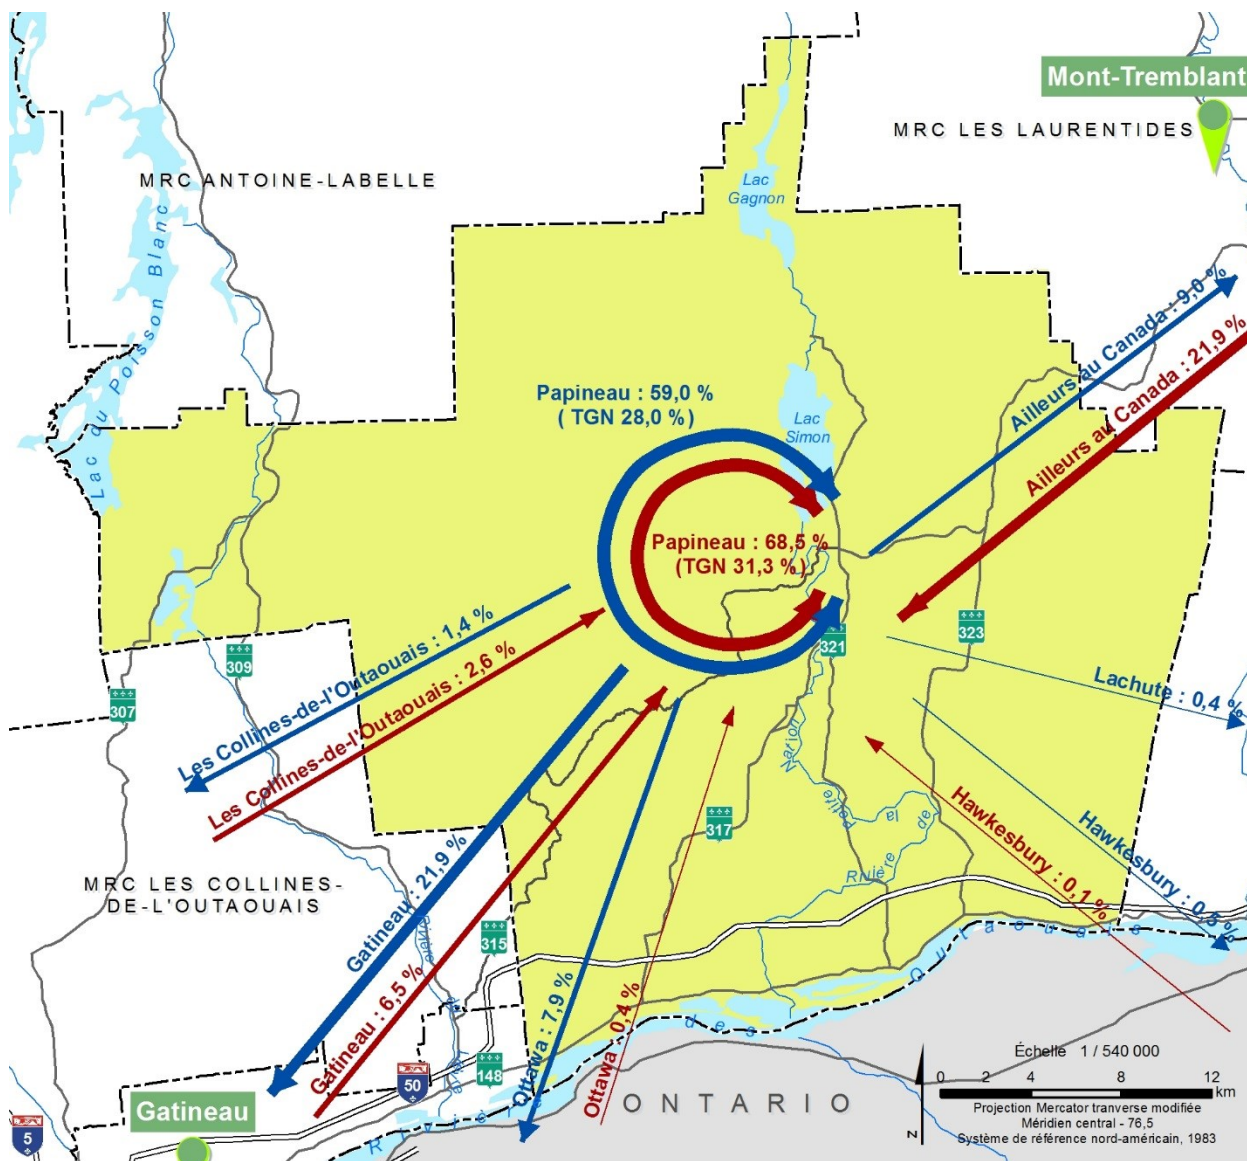 Mont-Tremblant
MRC LES LAURENTIDES
MRC ANTOINE-LABELLE
Lac
Gagnon
Lac du Poisson Blanc
Ailleurs au Canada : 9,0 %
Ailleurs au Canada : 21,9 %
Papineau : 59,0 %
( TGN 28,0 %)
Lac
Simon
Papineau : 68,5 %
(TGN 31,3 %)
Les Collines-de-l'Outaouais : 1,4 %
Les Collines-de-l'Outaouais : 2,6 %
309
307
321
323
Lachute : 0,4 %
317
Rivière de la Petite Nation
Hawkesbury : 0,1%
Hawkesbury : 0,5 %
MRC LES COLLINES-
DE-L'OUTAOUAIS
Gatineau : 21,9 %
Gatineau : 6,5 %
315
Rivière
Ottawa : 7,9 %
Ottawa : 0,4 %
148
50
5
Gatineau
Rivière des Outaouais
ONTARIO
Échelle 1 / 540 000
0 2 4 8 12
km
Projection Mercator tranverse modifiée
Méridien central - 76,5
Système de référence nord-américain, 1983
N